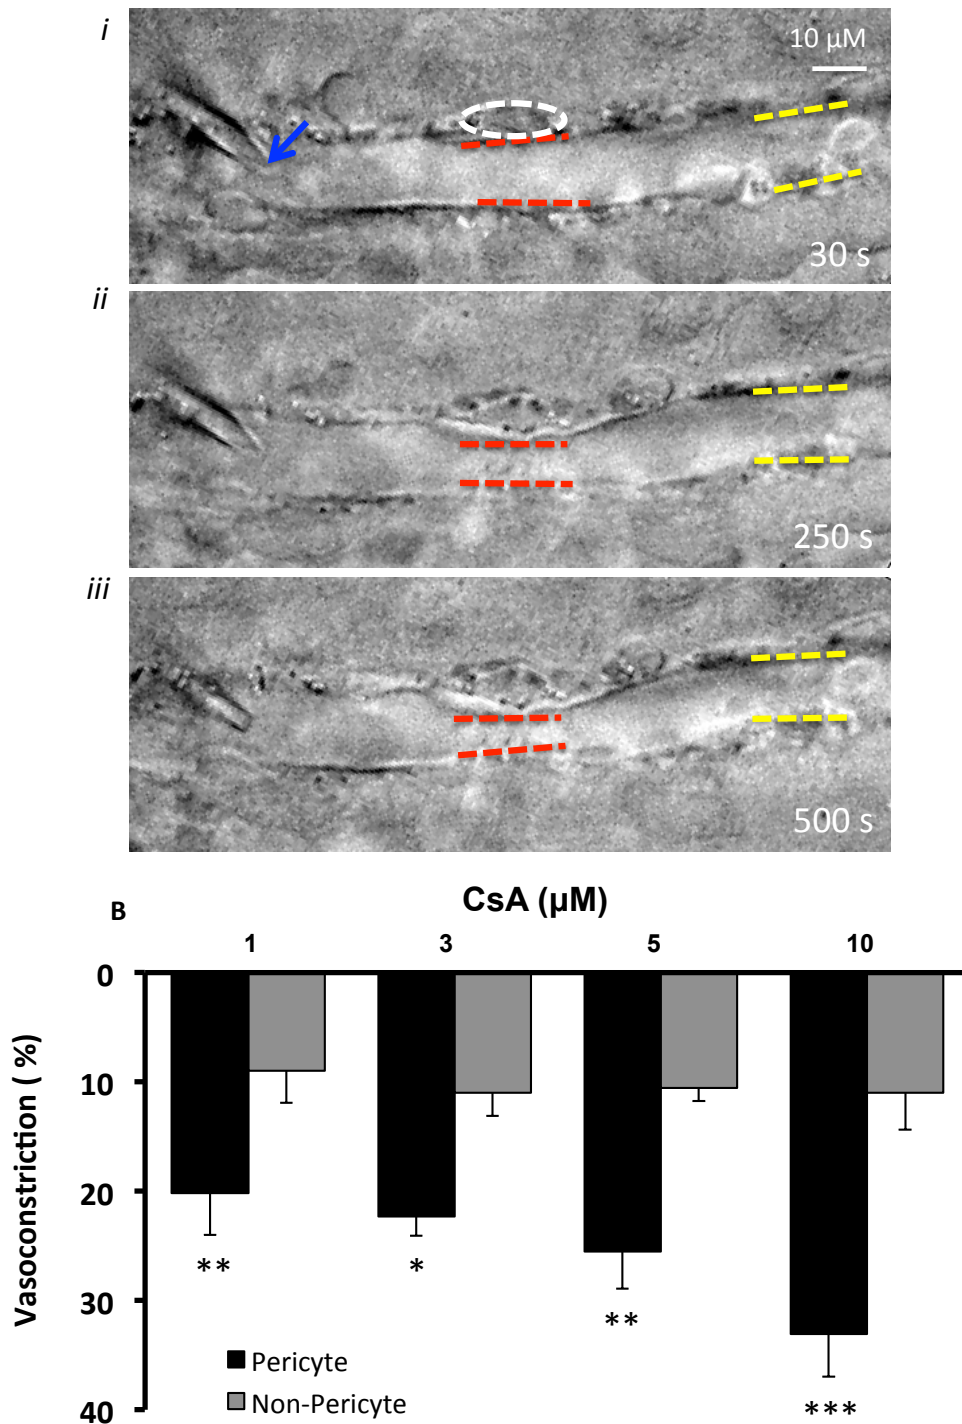 i
10 µM
30 s
ii
250 s
iii
500 s
B
CsA (µM)
1 3 5 10
0
10
20
30
40
Vasoconstriction ( %)
** * ** ***
Pericyte
Non-Pericyte